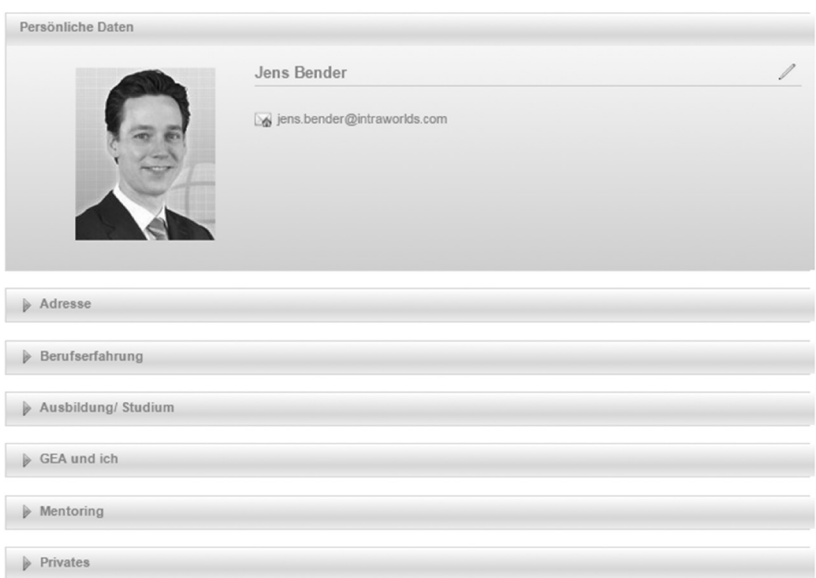 Persönliche Daten
Jens Bender
jens.bender@intraworlds.com
Adresse
Berufserfahrung
Ausbildung/ Studium
GEA und ich
Mentoring
Privates